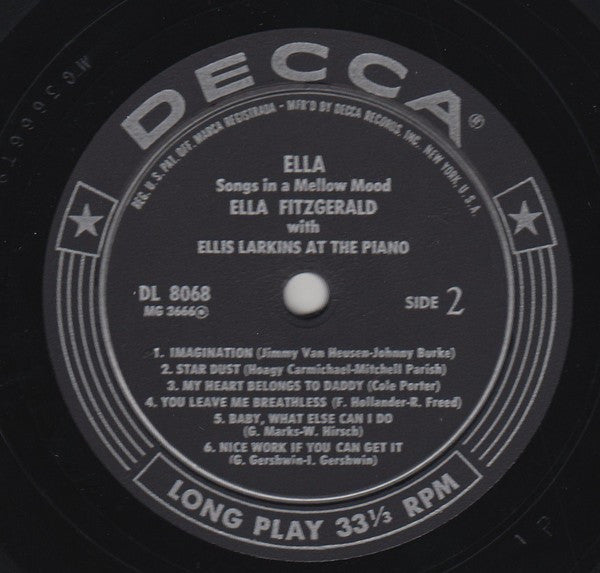 DECCA®
REG. U.S. PAT. OFF. MARCA REGISTRADA • MFR'D BY DECCA RECORDS, INC., NEW YORK, U.S.A.
ELLA
Songs in a Mellow Mood
ELLA FITZGERALD
with
ELLIS LARKINS AT THE PIANO
DL 8068
MG 3666
SIDE 2
1. IMAGINATION (Jimmy Van Heusen-Johnny Burke)
2. STAR DUST (Hoagy Carmichael-Mitchell Parish)
3. MY HEART BELONGS TO DADDY (Cole Porter)
4. YOU LEAVE ME BREATHLESS (F. Hollander-R. Freed)
5. BABY, WHAT ELSE CAN I DO
(G. Marks-W. Hirsch)
6. NICE WORK IF YOU CAN GET IT
(G. Gershwin-I. Gershwin)
LONG PLAY 33⅓ RPM